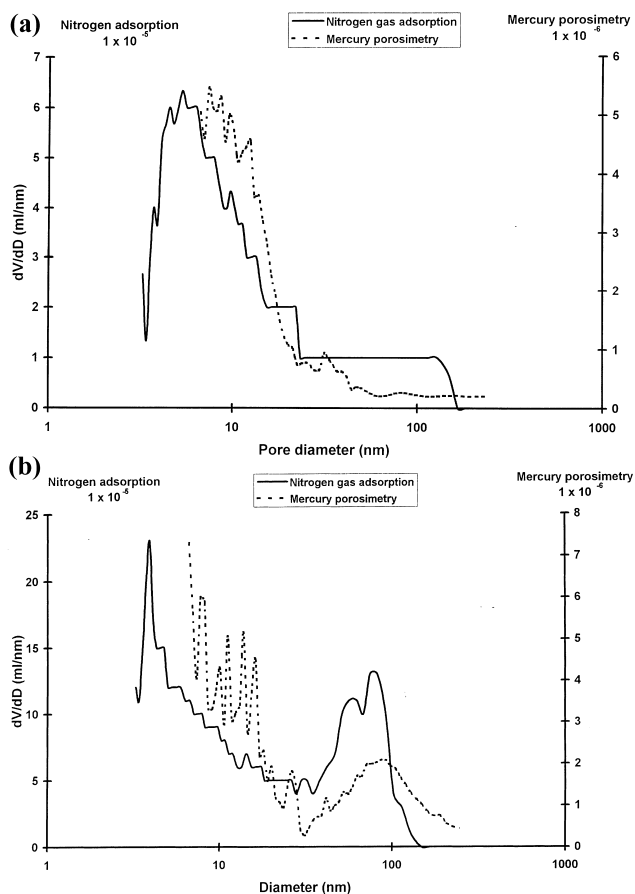 (a)
Nitrogen adsorption
1 x 10 -5
Nitrogen gas adsorption
Mercury porosimetry
Mercury porosimetry
1 x 10 -6
7
6
5
4
3
2
1
0
dV/dD (ml/nm)
6
5
4
3
2
1
0
1
10
100
1000
Pore diameter (nm)
(b)
Nitrogen adsorption
1 x 10 -5
Nitrogen gas adsorption
Mercury porosimetry
Mercury porosimetry
1 x 10 -6
25
20
15
10
5
0
dV/dD (ml/nm)
8
7
6
5
4
3
2
1
0
1
10
100
1000
Diameter (nm)